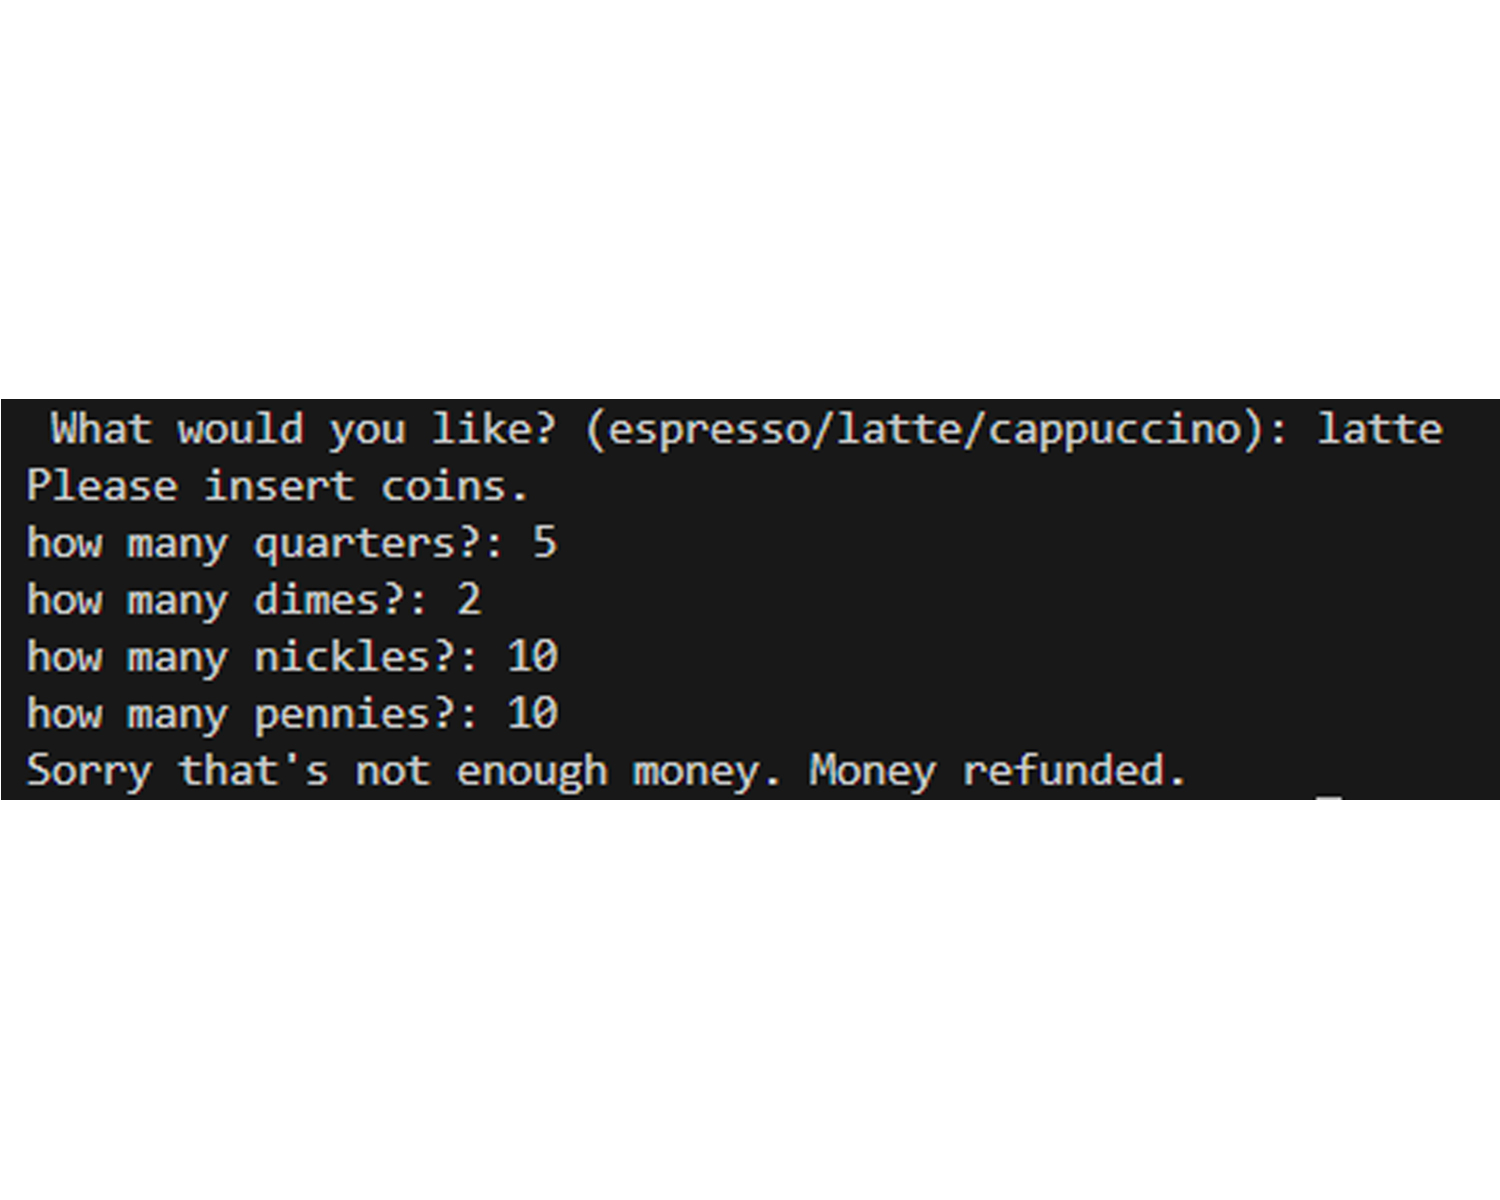 What would you like? (espresso/latte/cappuccino): latte
Please insert coins.
how many quarters?: 5
how many dimes?: 2
how many nickles?: 10
how many pennies?: 10
Sorry that's not enough money. Money refunded.